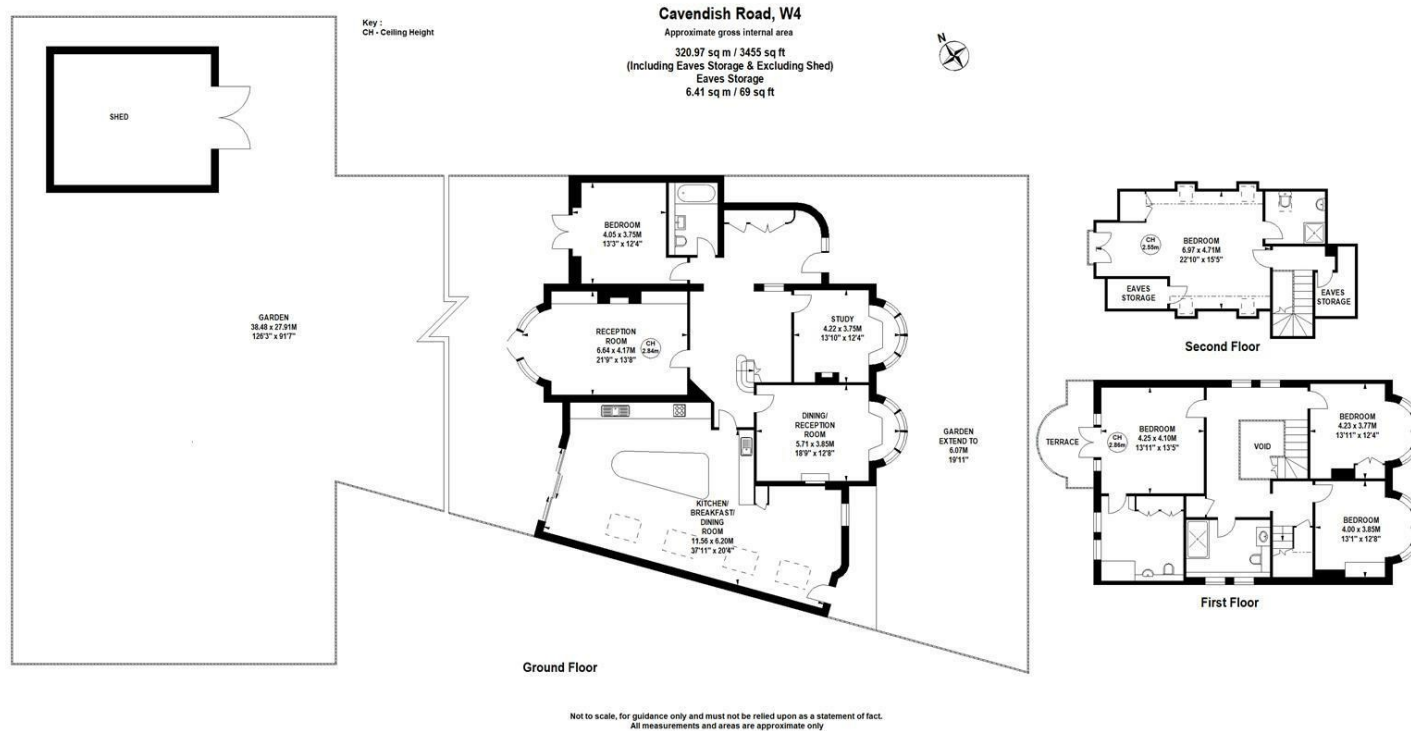 Key :
CH - Ceiling Height
Cavendish Road, W4
Approximate gross internal area
320.97 sq m / 3455 sq ft
(Including Eaves Storage & Excluding Shed)
Eaves Storage
6.41 sq m / 69 sq ft
N
SHED
GARDEN
38.48 x 27.91M
126'3" x 91'7"
BEDROOM
4.05 x 3.75M
13'3" x 12'4"
RECEPTION
ROOM
6.64 x 4.17M
21'9" x 13'8"
CH
2.84m
STUDY
4.22 x 3.75M
13'10" x 12'4"
DINING/
RECEPTION
ROOM
5.71 x 3.85M
18'9" x 12'8"
KITCHEN/
BREAKFAST/
DINING
ROOM
11.56 x 6.20M
37'11" x 20'4"
GARDEN
EXTEND TO
6.07M
19'11"
Ground Floor
CH
2.50m
BEDROOM
6.97 x 4.71M
22'10" x 15'5"
EAVES
STORAGE
EAVES
STORAGE
Second Floor
TERRACE
CH
2.86m
BEDROOM
4.25 x 4.10M
13'11" x 13'5"
VOID
BEDROOM
4.23 x 3.77M
13'11" x 12'4"
BEDROOM
4.00 x 3.85M
13'1" x 12'8"
First Floor
Not to scale, for guidance only and must not be relied upon as a statement of fact.
All measurements and areas are approximate only